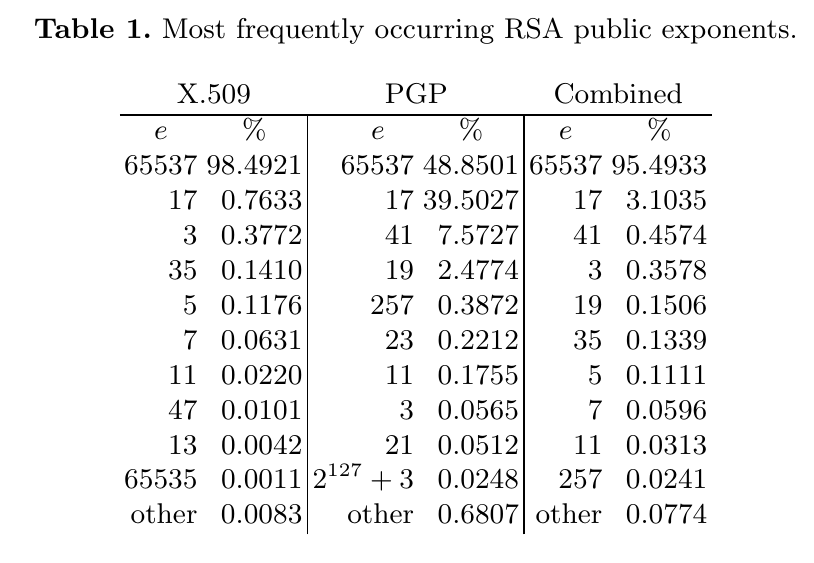 Table 1. Most frequently occurring RSA public exponents.
X.509 PGP Combined
e % e % e %
65537 98.4921 65537 48.8501 65537 95.4933
17 0.7633 17 39.5027 17 3.1035
3 0.3772 41 7.5727 41 0.4574
35 0.1410 19 2.4774 3 0.3578
5 0.1176 257 0.3872 19 0.1506
7 0.0631 23 0.2212 35 0.1339
11 0.0220 11 0.1755 5 0.1111
47 0.0101 3 0.0565 7 0.0596
13 0.0042 21 0.0512 11 0.0313
65535 0.0011 2¹²⁷ + 3 0.0248 257 0.0241
other 0.0083 other 0.6807 other 0.0774